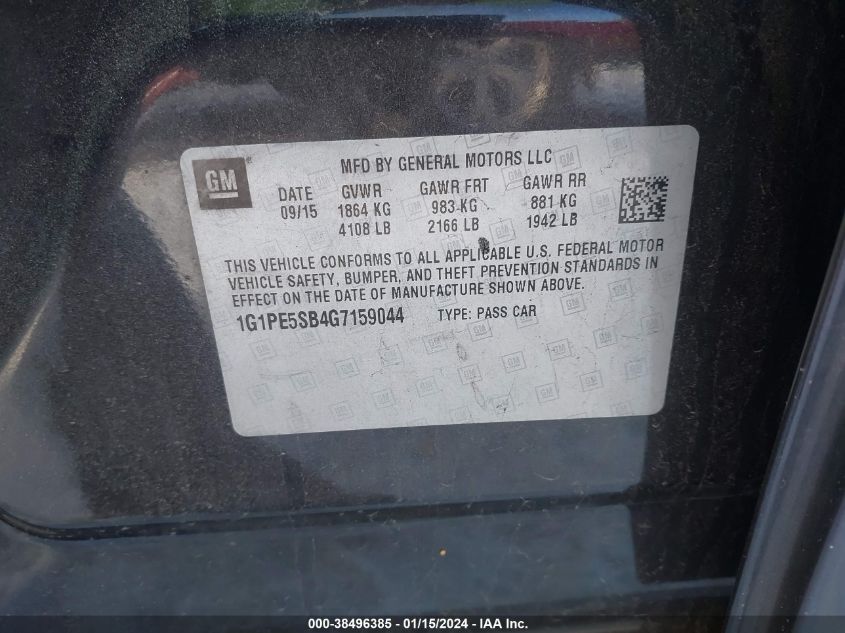 GM
MFD BY GENERAL MOTORS LLC
DATE GVWR GAWR FRT GAWR RR
09/15 1864 KG 983 KG 881 KG
4108 LB 2166 LB 1942 LB
THIS VEHICLE CONFORMS TO ALL APPLICABLE U.S. FEDERAL MOTOR
VEHICLE SAFETY, BUMPER, AND THEFT PREVENTION STANDARDS IN
EFFECT ON THE DATE OF MANUFACTURE SHOWN ABOVE.
1G1PE5SB4G7159044 TYPE: PASS CAR
000-38496385 - 01/15/2024 - IAA Inc.